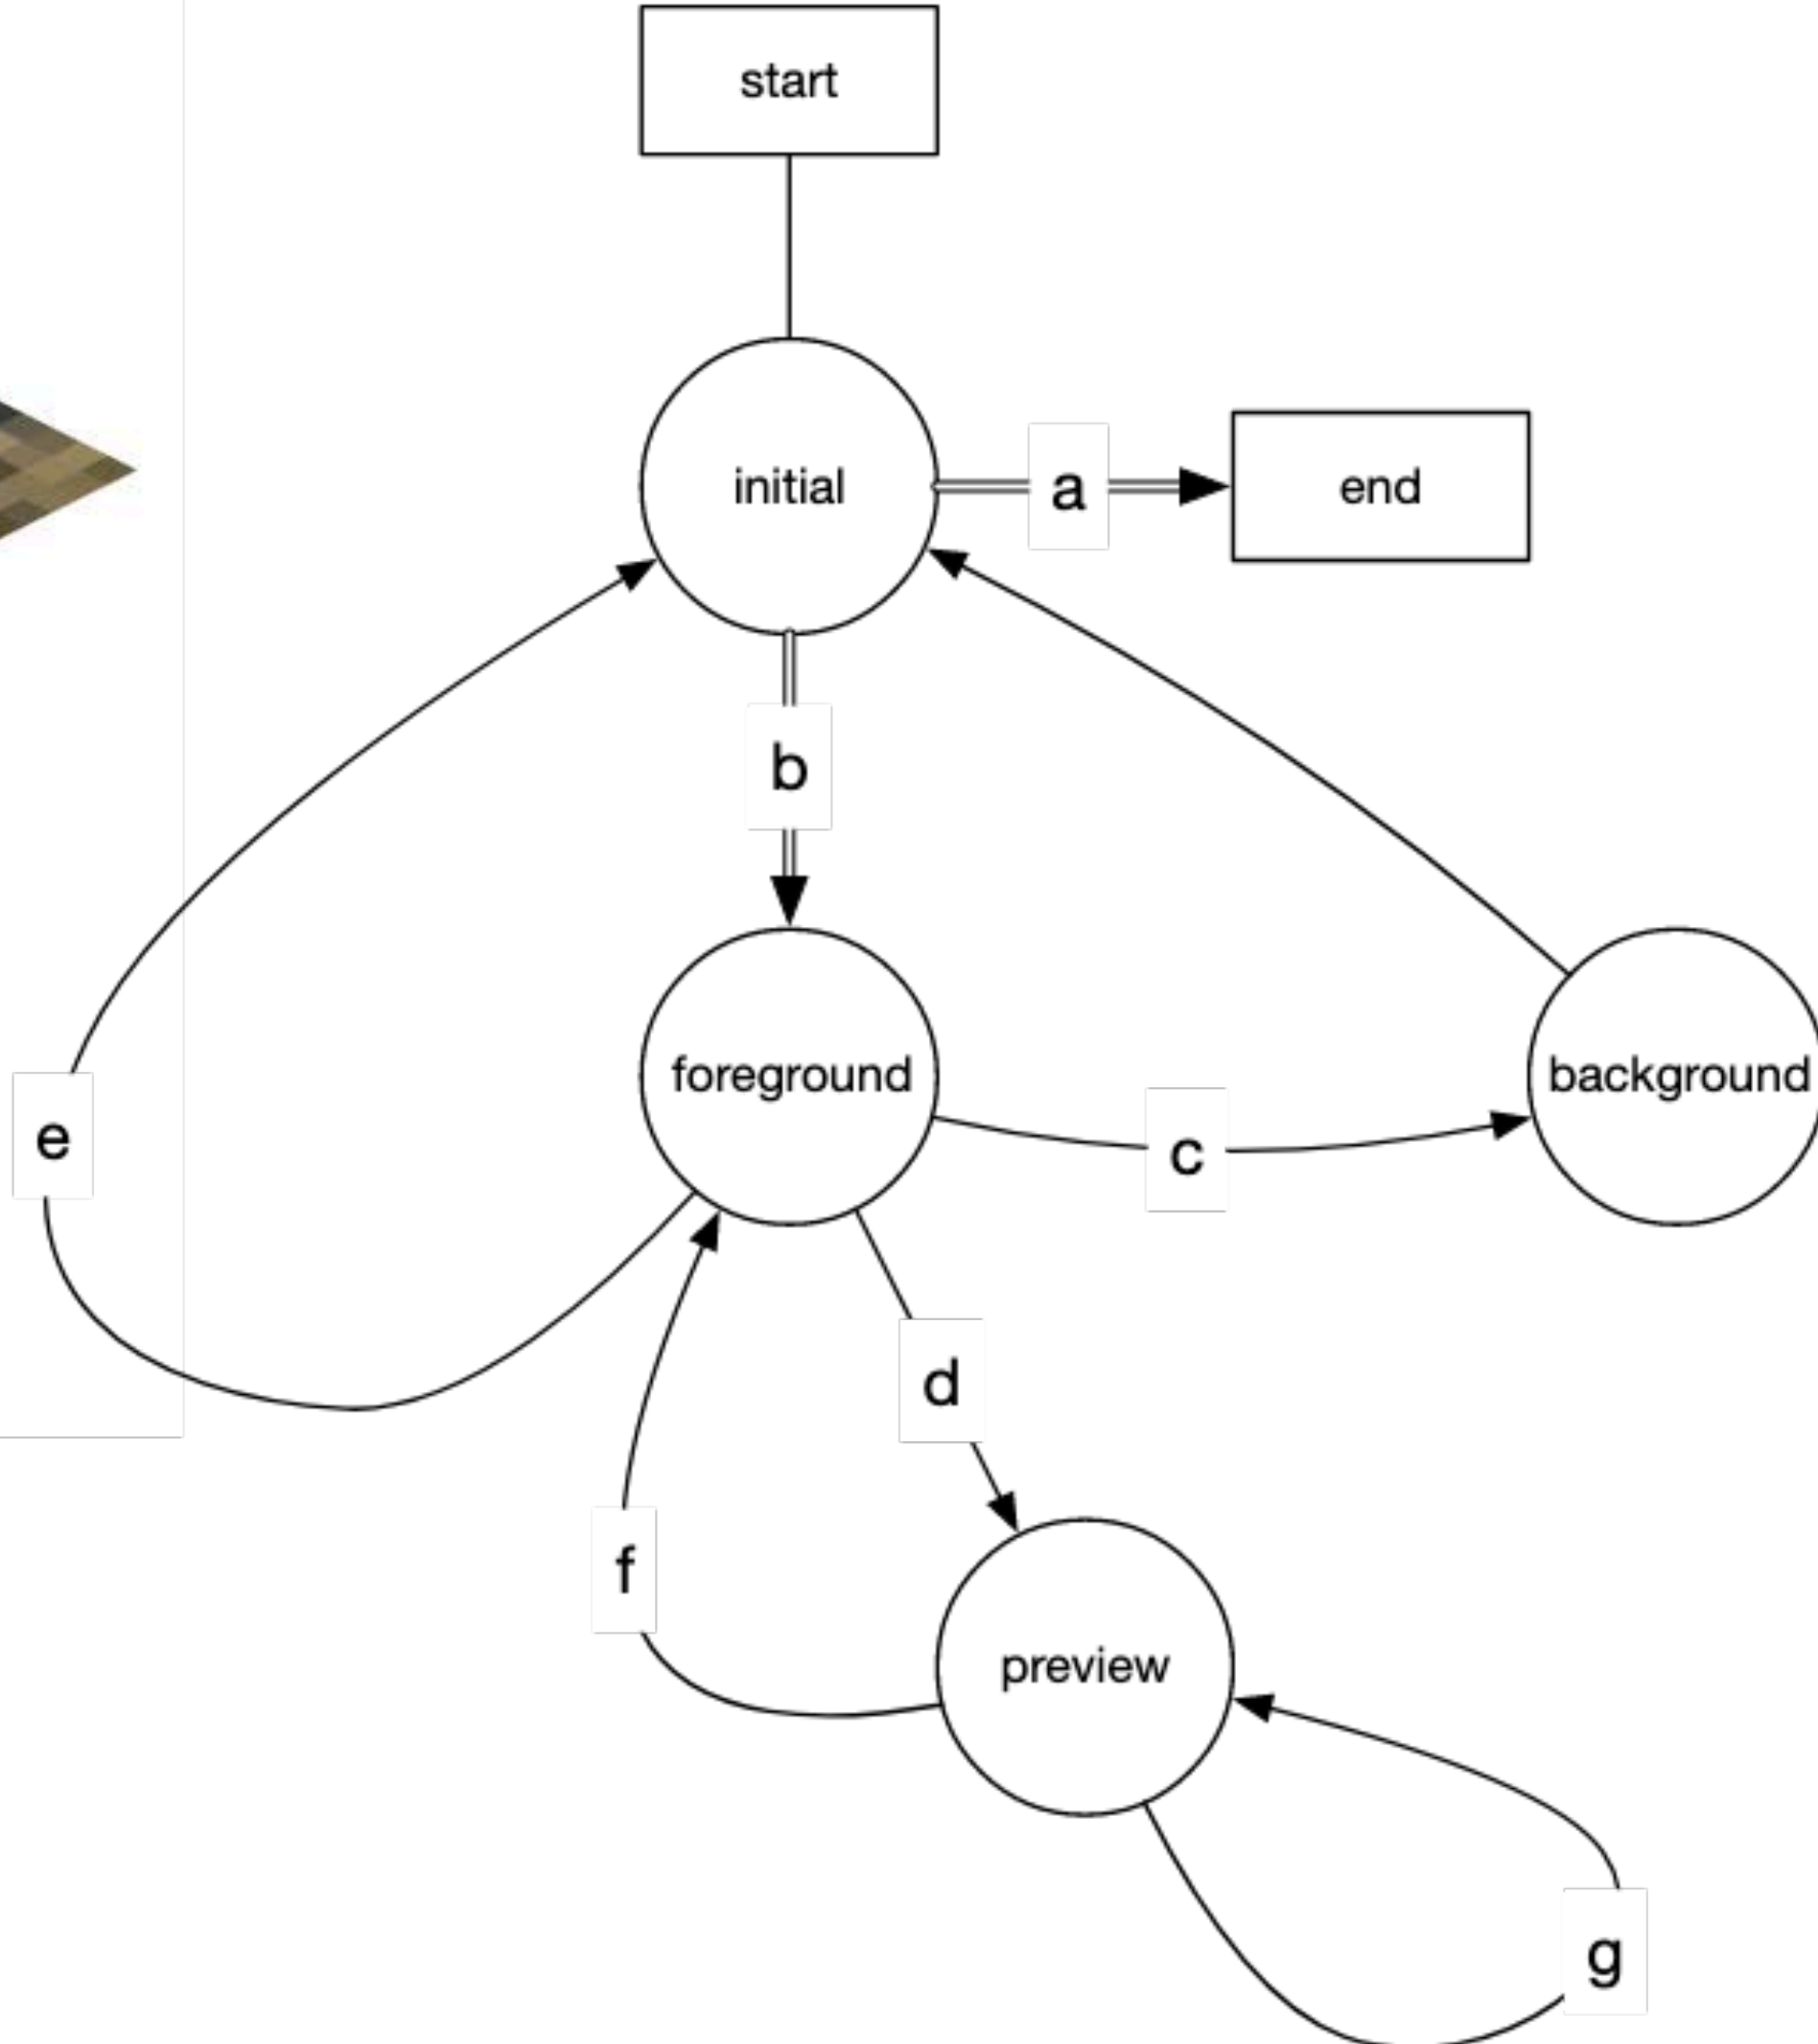 start
initial
a
end
b
foreground
background
e
c
d
f
preview
g